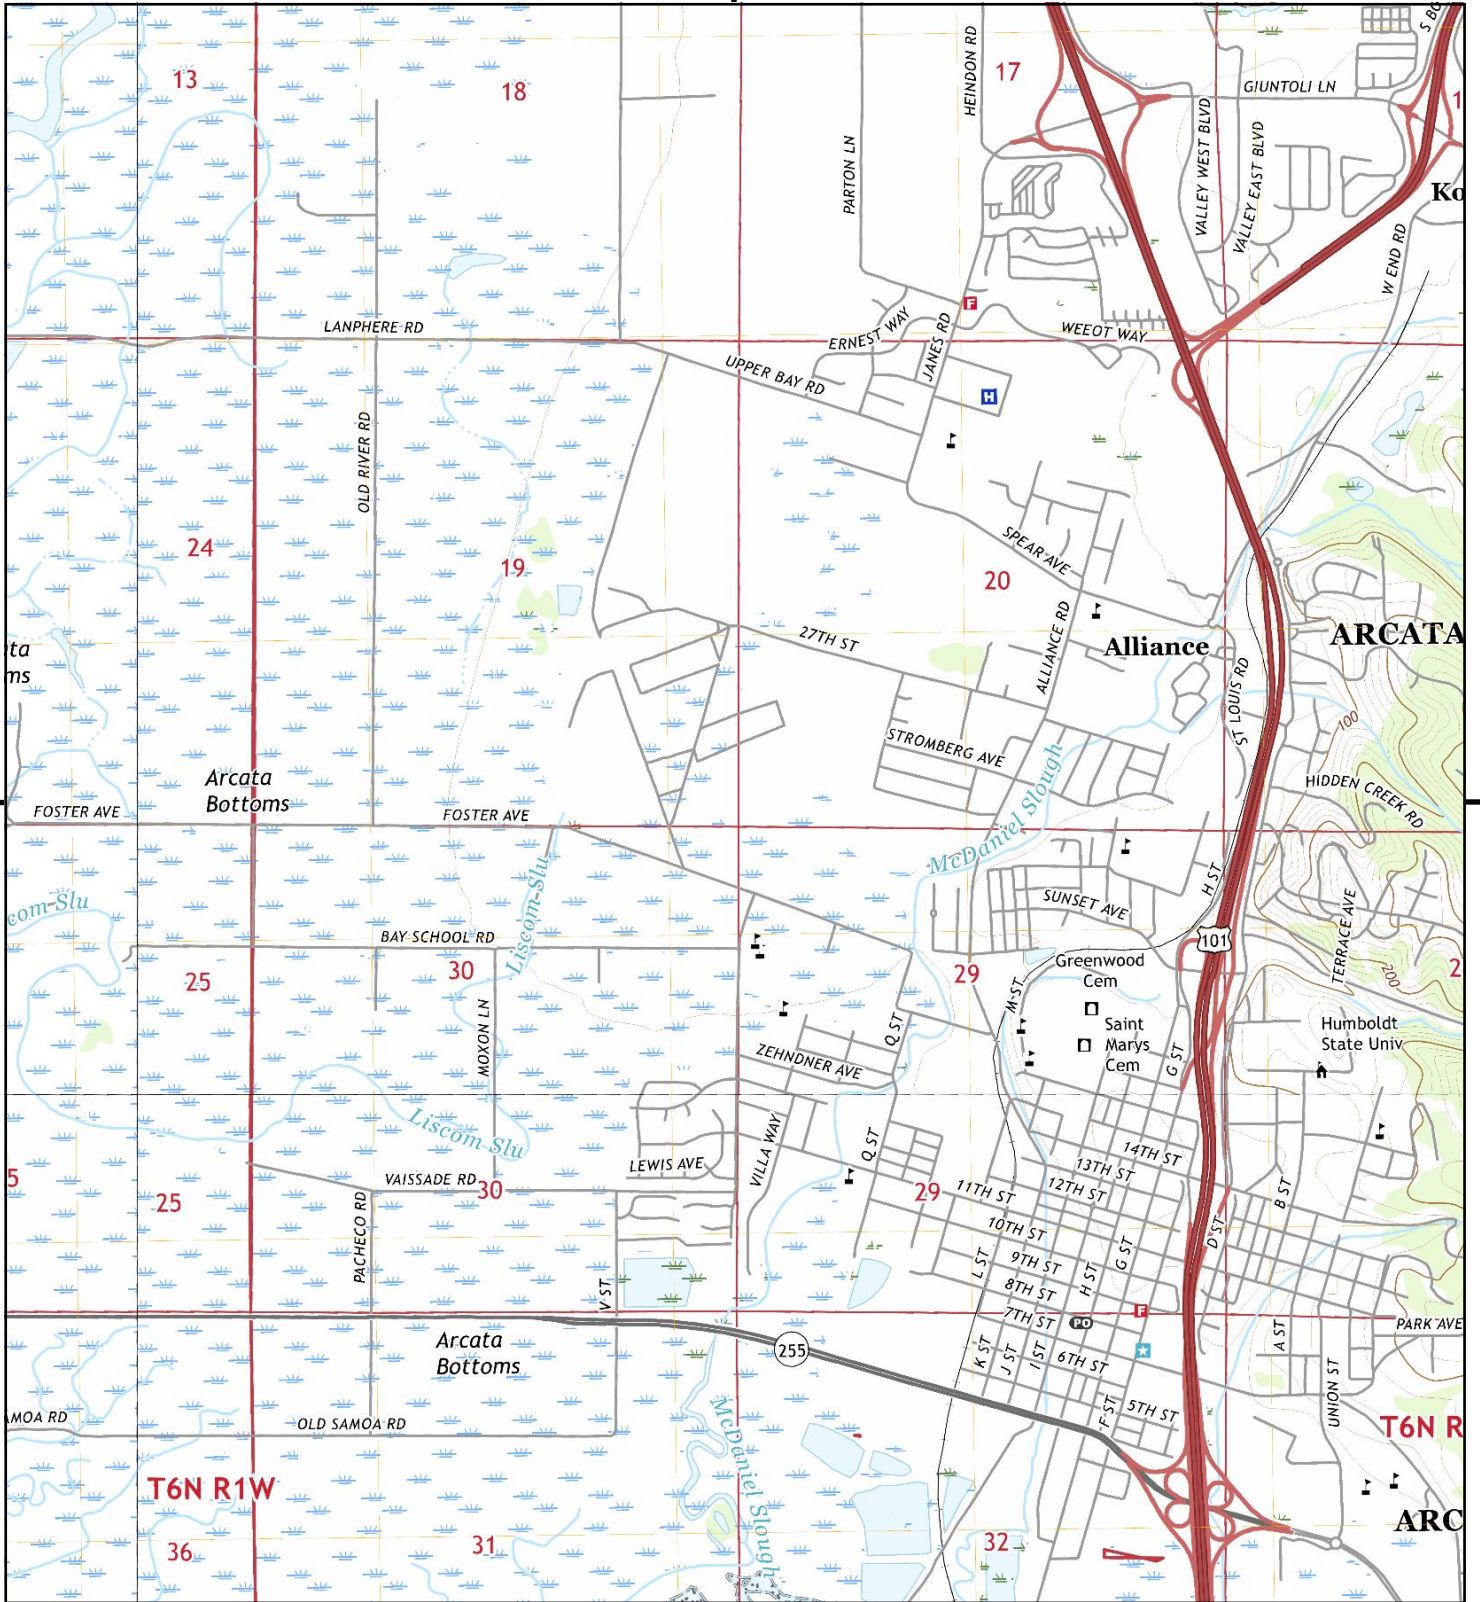 S BO
HEINDON RD
17
13
18
GIUNTOLI LN
1
PARTON LN
VALLEY WEST BLVD
VALLEY EAST BLVD
Ko
W END RD
F
LANPHERE RD
ERNEST WAY
JANES RD
WEEOT WAY
UPPER BAY RD
H
OLD RIVER RD
24
19
SPEAR AVE
20
ALLIANCE RD
27TH ST
Alliance
ARCATA
ata
ms
ST LOUIS RD
100
STROMBERG AVE
McDaniel Slough
HIDDEN CREEK RD
Arcata
Bottoms
FOSTER AVE
FOSTER AVE
H ST
com Slu
Liscom Slu
SUNSET AVE
TERRACE AVE
BAY SCHOOL RD
101
Greenwood
Cem
25
30
29
200
2
M ST
MOXON LN
Q ST
Saint
Marys
Cem
G ST
Humboldt
State Univ
ZEHNDNER AVE
Liscom Slu
VILLA WAY
Q ST
14TH ST
13TH ST
12TH ST
LEWIS AVE
5
25
VAISSADE RD
30
29
11TH ST
B ST
PACHECO RD
10TH ST
D ST
L ST
9TH ST
G ST
H ST
8TH ST
V ST
7TH ST
PO
F
PARK AVE
Arcata
Bottoms
255
K ST
J ST
I ST
6TH ST
A ST
UNION ST
AMOA RD
OLD SAMOA RD
F ST
5TH ST
T6N R
T6N R1W
McDaniel Slough
ARC
36
31
32